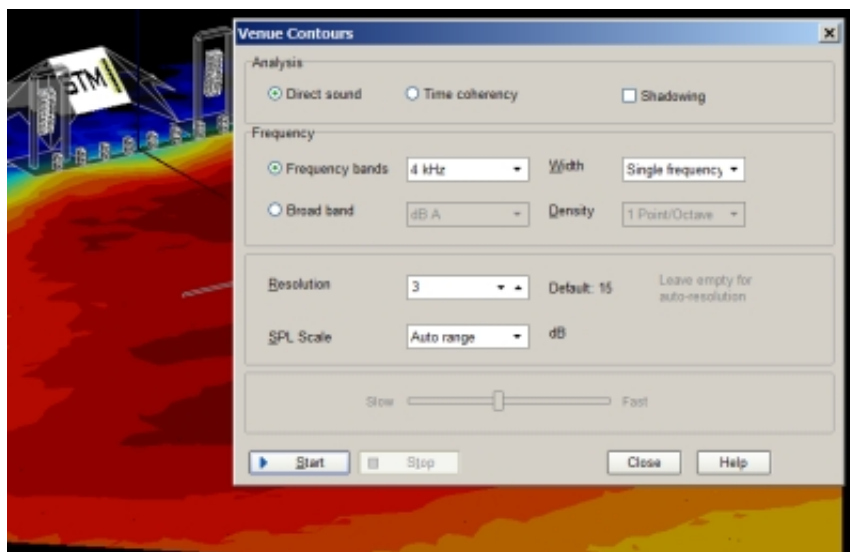 Venue Contours
STM
Analysis
Direct sound Time coherency Shadowing
Frequency
Frequency bands 4 kHz Width Single frequency
Broad band dB A Density 1 Point/Octave
Resolution 3 Default: 15 Leave empty for
auto-resolution
SPL Scale Auto range dB
Slow Fast
Start Stop Close Help